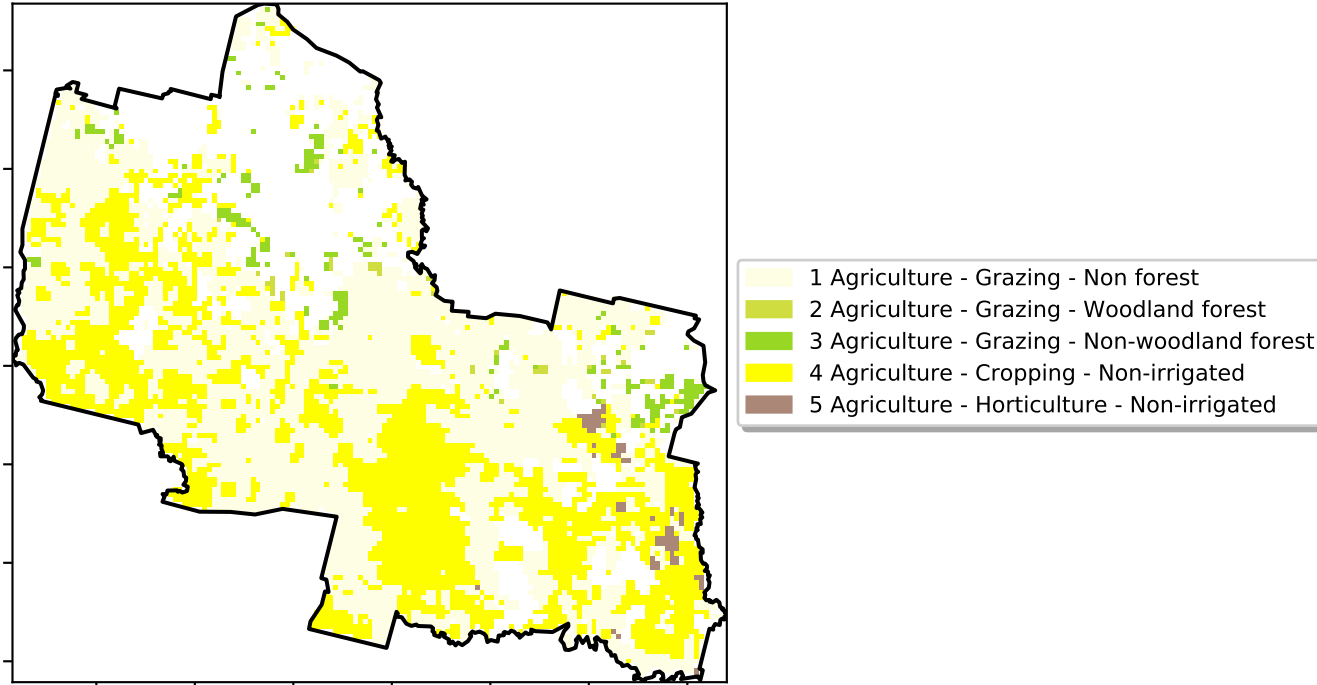 1 Agriculture - Grazing - Non forest
2 Agriculture - Grazing - Woodland forest
3 Agriculture - Grazing - Non-woodland forest
4 Agriculture - Cropping - Non-irrigated
5 Agriculture - Horticulture - Non-irrigated